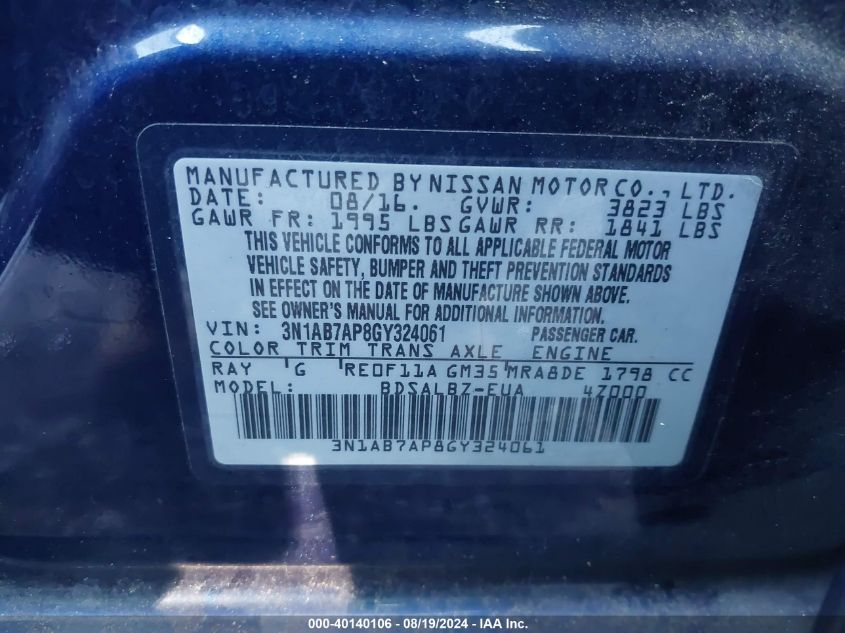 MANUFACTURED BY NISSAN MOTOR CO., LTD.
DATE: 08/16. GVWR: 3823 LBS
GAWR FR: 1995 LBS GAWR RR: 1841 LBS
THIS VEHICLE CONFORMS TO ALL APPLICABLE FEDERAL MOTOR
VEHICLE SAFETY, BUMPER AND THEFT PREVENTION STANDARDS
IN EFFECT ON THE DATE OF MANUFACTURE SHOWN ABOVE.
SEE OWNER'S MANUAL FOR ADDITIONAL INFORMATION.
VIN: 3N1AB7AP8GY324061 PASSENGER CAR.
COLOR TRIM TRANS AXLE ENGINE
RAY G RE0F11A GM35 MRA8DE 1798 CC
MODEL: BDSALBZ-EUA 4Z000
3N1AB7AP8GY324061
000-40140106 - 08/19/2024 - IAAI.com